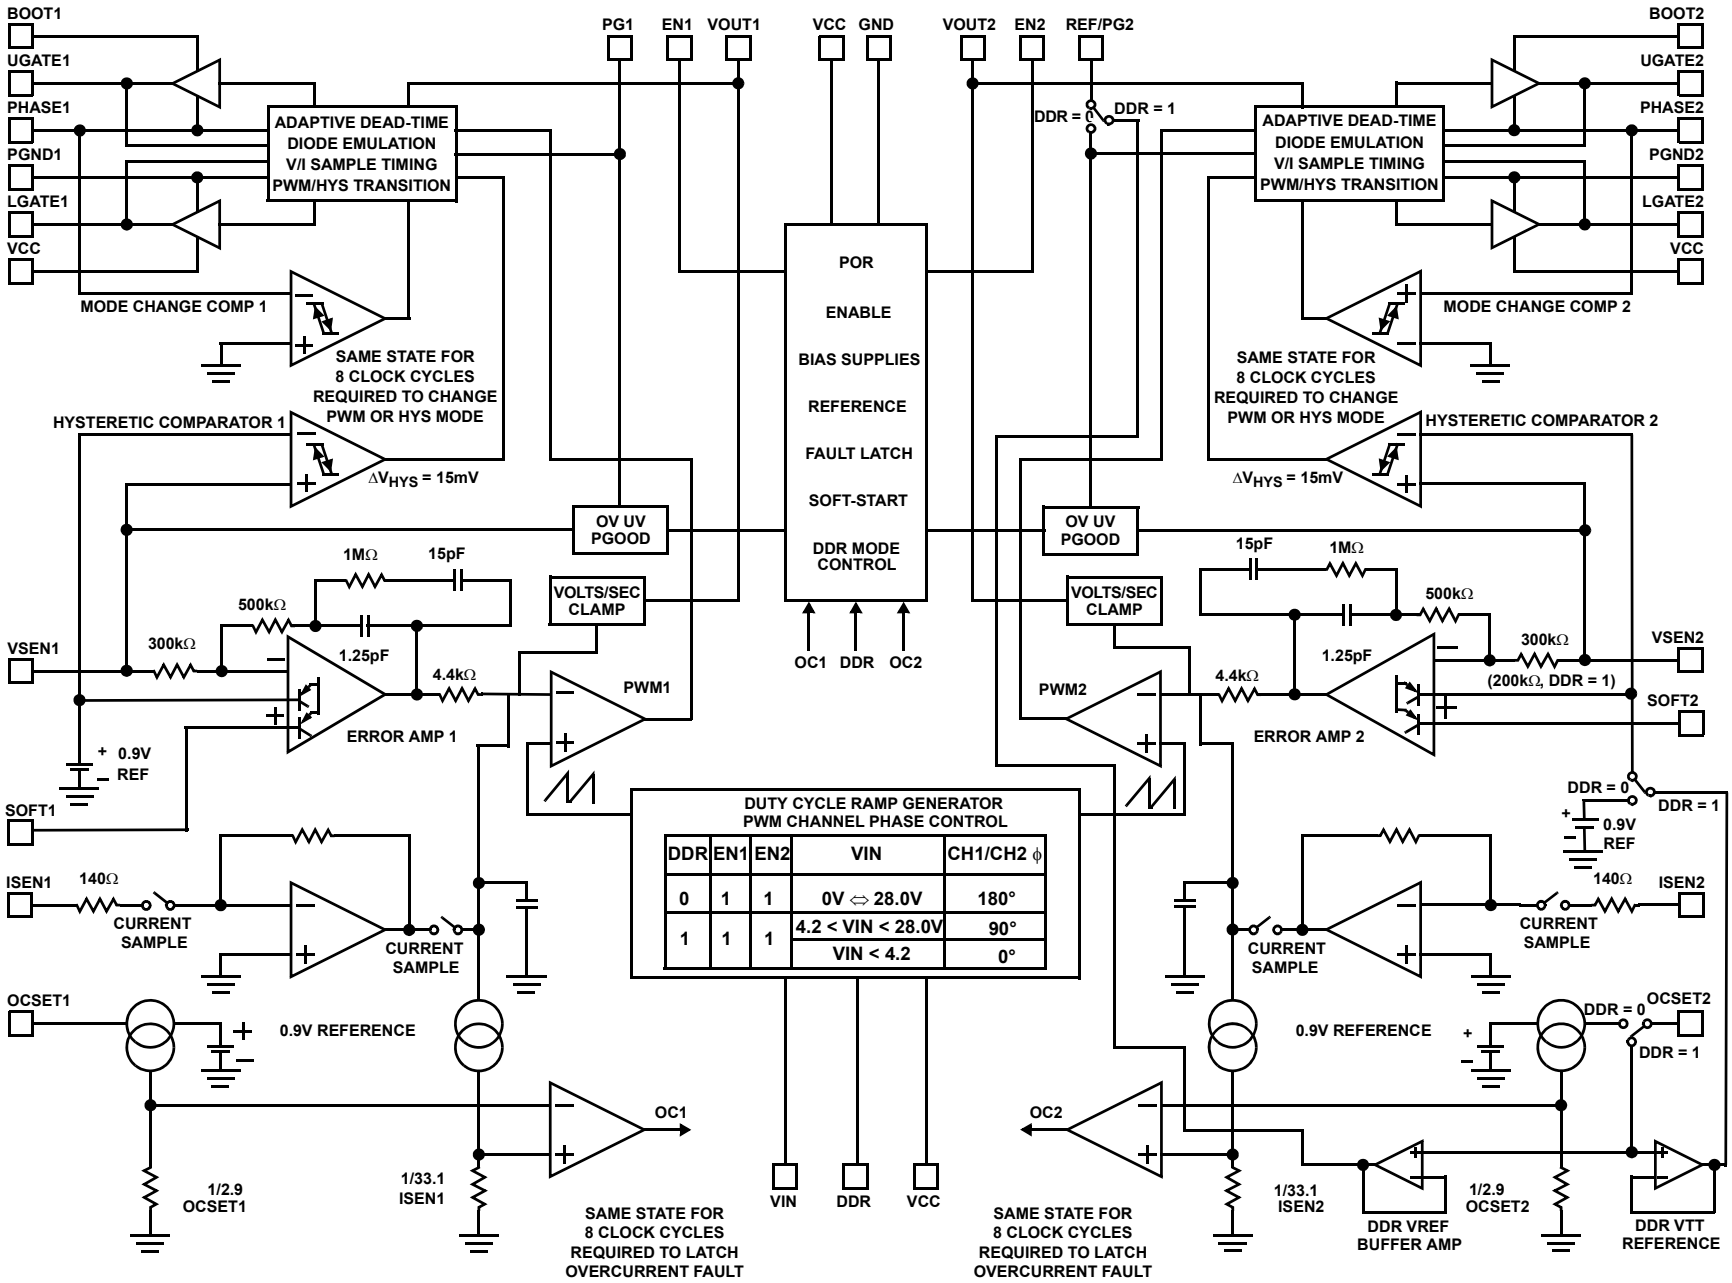 BOOT1
UGATE1
PHASE1
PGND1
LGATE1
VCC
PG1
EN1
VOUT1
VCC
GND
VOUT2
EN2
REF/PG2
BOOT2
UGATE2
PHASE2
PGND2
LGATE2
VCC
ADAPTIVE DEAD-TIME
DIODE EMULATION
V/I SAMPLE TIMING
PWM/HYS TRANSITION
DDR = 0
DDR = 1
ADAPTIVE DEAD-TIME
DIODE EMULATION
V/I SAMPLE TIMING
PWM/HYS TRANSITION
MODE CHANGE COMP 1
−
+
SAME STATE FOR
8 CLOCK CYCLES
REQUIRED TO CHANGE
PWM OR HYS MODE
HYSTERETIC COMPARATOR 1
−
+
ΔVHYS = 15mV
POR
ENABLE
BIAS SUPPLIES
REFERENCE
FAULT LATCH
SOFT-START
DDR MODE
CONTROL
OC1
DDR
OC2
MODE CHANGE COMP 2
+
−
SAME STATE FOR
8 CLOCK CYCLES
REQUIRED TO CHANGE
PWM OR HYS MODE
HYSTERETIC COMPARATOR 2
−
+
ΔVHYS = 15mV
OV UV
PGOOD
OV UV
PGOOD
VOLTS/SEC
CLAMP
VOLTS/SEC
CLAMP
1MΩ
15pF
500kΩ
300kΩ
VSEN1
1.25pF
4.4kΩ
−
+
ERROR AMP 1
−
+
PWM1
+
−
0.9V
REF
SOFT1
15pF
1MΩ
500kΩ
300kΩ
VSEN2
(200kΩ, DDR = 1)
1.25pF
4.4kΩ
−
+
ERROR AMP 2
−
+
PWM2
SOFT2
DDR = 0
DDR = 1
+
−
0.9V
REF
DUTY CYCLE RAMP GENERATOR
PWM CHANNEL PHASE CONTROL
DDR EN1 EN2 VIN CH1/CH2 ϕ
0 1 1 0V ⇔ 28.0V 180°
1 1 1 4.2 < VIN < 28.0V 90°
VIN < 4.2 0°
ISEN1
140Ω
CURRENT
SAMPLE
−
+
CURRENT
SAMPLE
OCSET1
+
−
0.9V REFERENCE
−
+
OC1
1/2.9
OCSET1
1/33.1
ISEN1
SAME STATE FOR
8 CLOCK CYCLES
REQUIRED TO LATCH
OVERCURRENT FAULT
VIN
DDR
VCC
140Ω
ISEN2
CURRENT
SAMPLE
−
+
CURRENT
SAMPLE
0.9V REFERENCE
+
−
DDR = 0
OCSET2
DDR = 1
OC2
−
+
1/33.1
ISEN2
SAME STATE FOR
8 CLOCK CYCLES
REQUIRED TO LATCH
OVERCURRENT FAULT
+
−
DDR VREF
BUFFER AMP
1/2.9
OCSET2
+
−
DDR VTT
REFERENCE